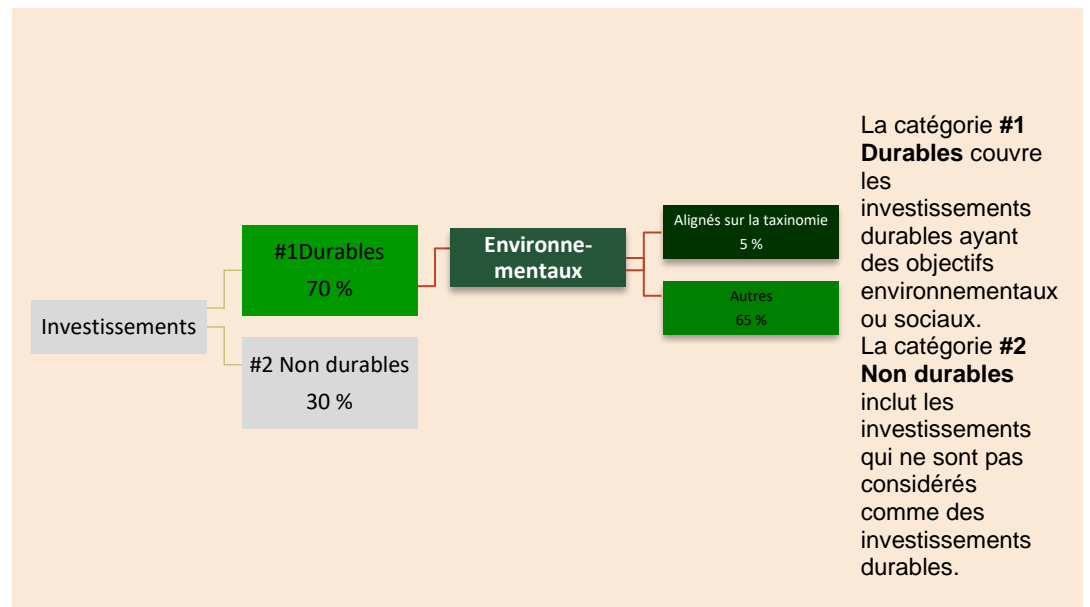 Investissements
#1Durables
70 %
#2 Non durables
30 %
Environne-
mentaux
Alignés sur la taxinomie
5 %
Autres
65 %
La catégorie #1
Durables couvre
les
investissements
durables ayant
des objectifs
environnementaux
ou sociaux.
La catégorie #2
Non durables
inclut les
investissements
qui ne sont pas
considérés
comme des
investissements
durables.